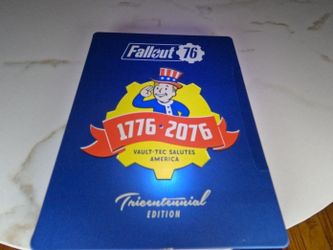 Fallout 76
1776 · 2076
VAULT-TEC SALUTES
AMERICA
Tricentennial
EDITION